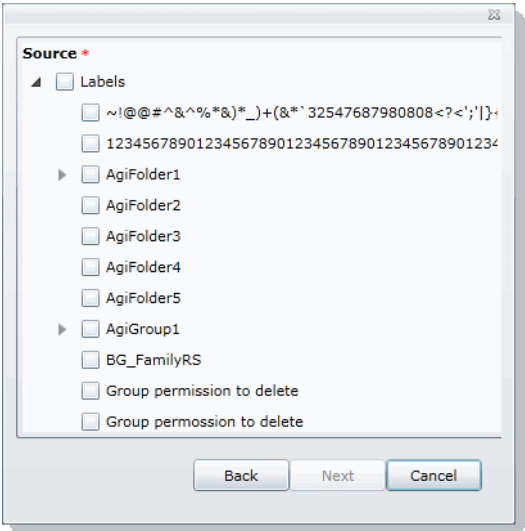 Source *
Labels
~!@@#^&^%*&)*_)+(&*`32547687980808<?<';'|}{
12345678901234567890123456789012345678901234
AgiFolder1
AgiFolder2
AgiFolder3
AgiFolder4
AgiFolder5
AgiGroup1
BG_FamilyRS
Group permission to delete
Group permossion to delete
Back Next Cancel